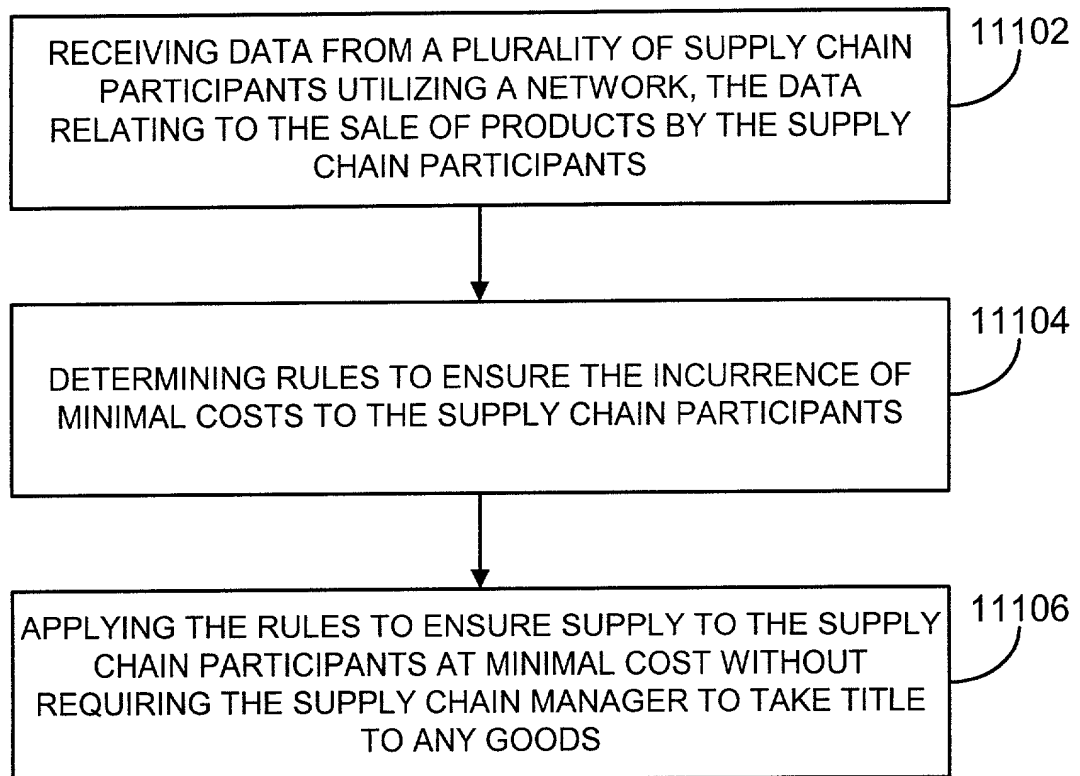 RECEIVING DATA FROM A PLURALITY OF SUPPLY CHAIN
PARTICIPANTS UTILIZING A NETWORK, THE DATA
RELATING TO THE SALE OF PRODUCTS BY THE SUPPLY
CHAIN PARTICIPANTS
11102
DETERMINING RULES TO ENSURE THE INCURRENCE OF
MINIMAL COSTS TO THE SUPPLY CHAIN PARTICIPANTS
11104
APPLYING THE RULES TO ENSURE SUPPLY TO THE SUPPLY
CHAIN PARTICIPANTS AT MINIMAL COST WITHOUT
REQUIRING THE SUPPLY CHAIN MANAGER TO TAKE TITLE
TO ANY GOODS
11106